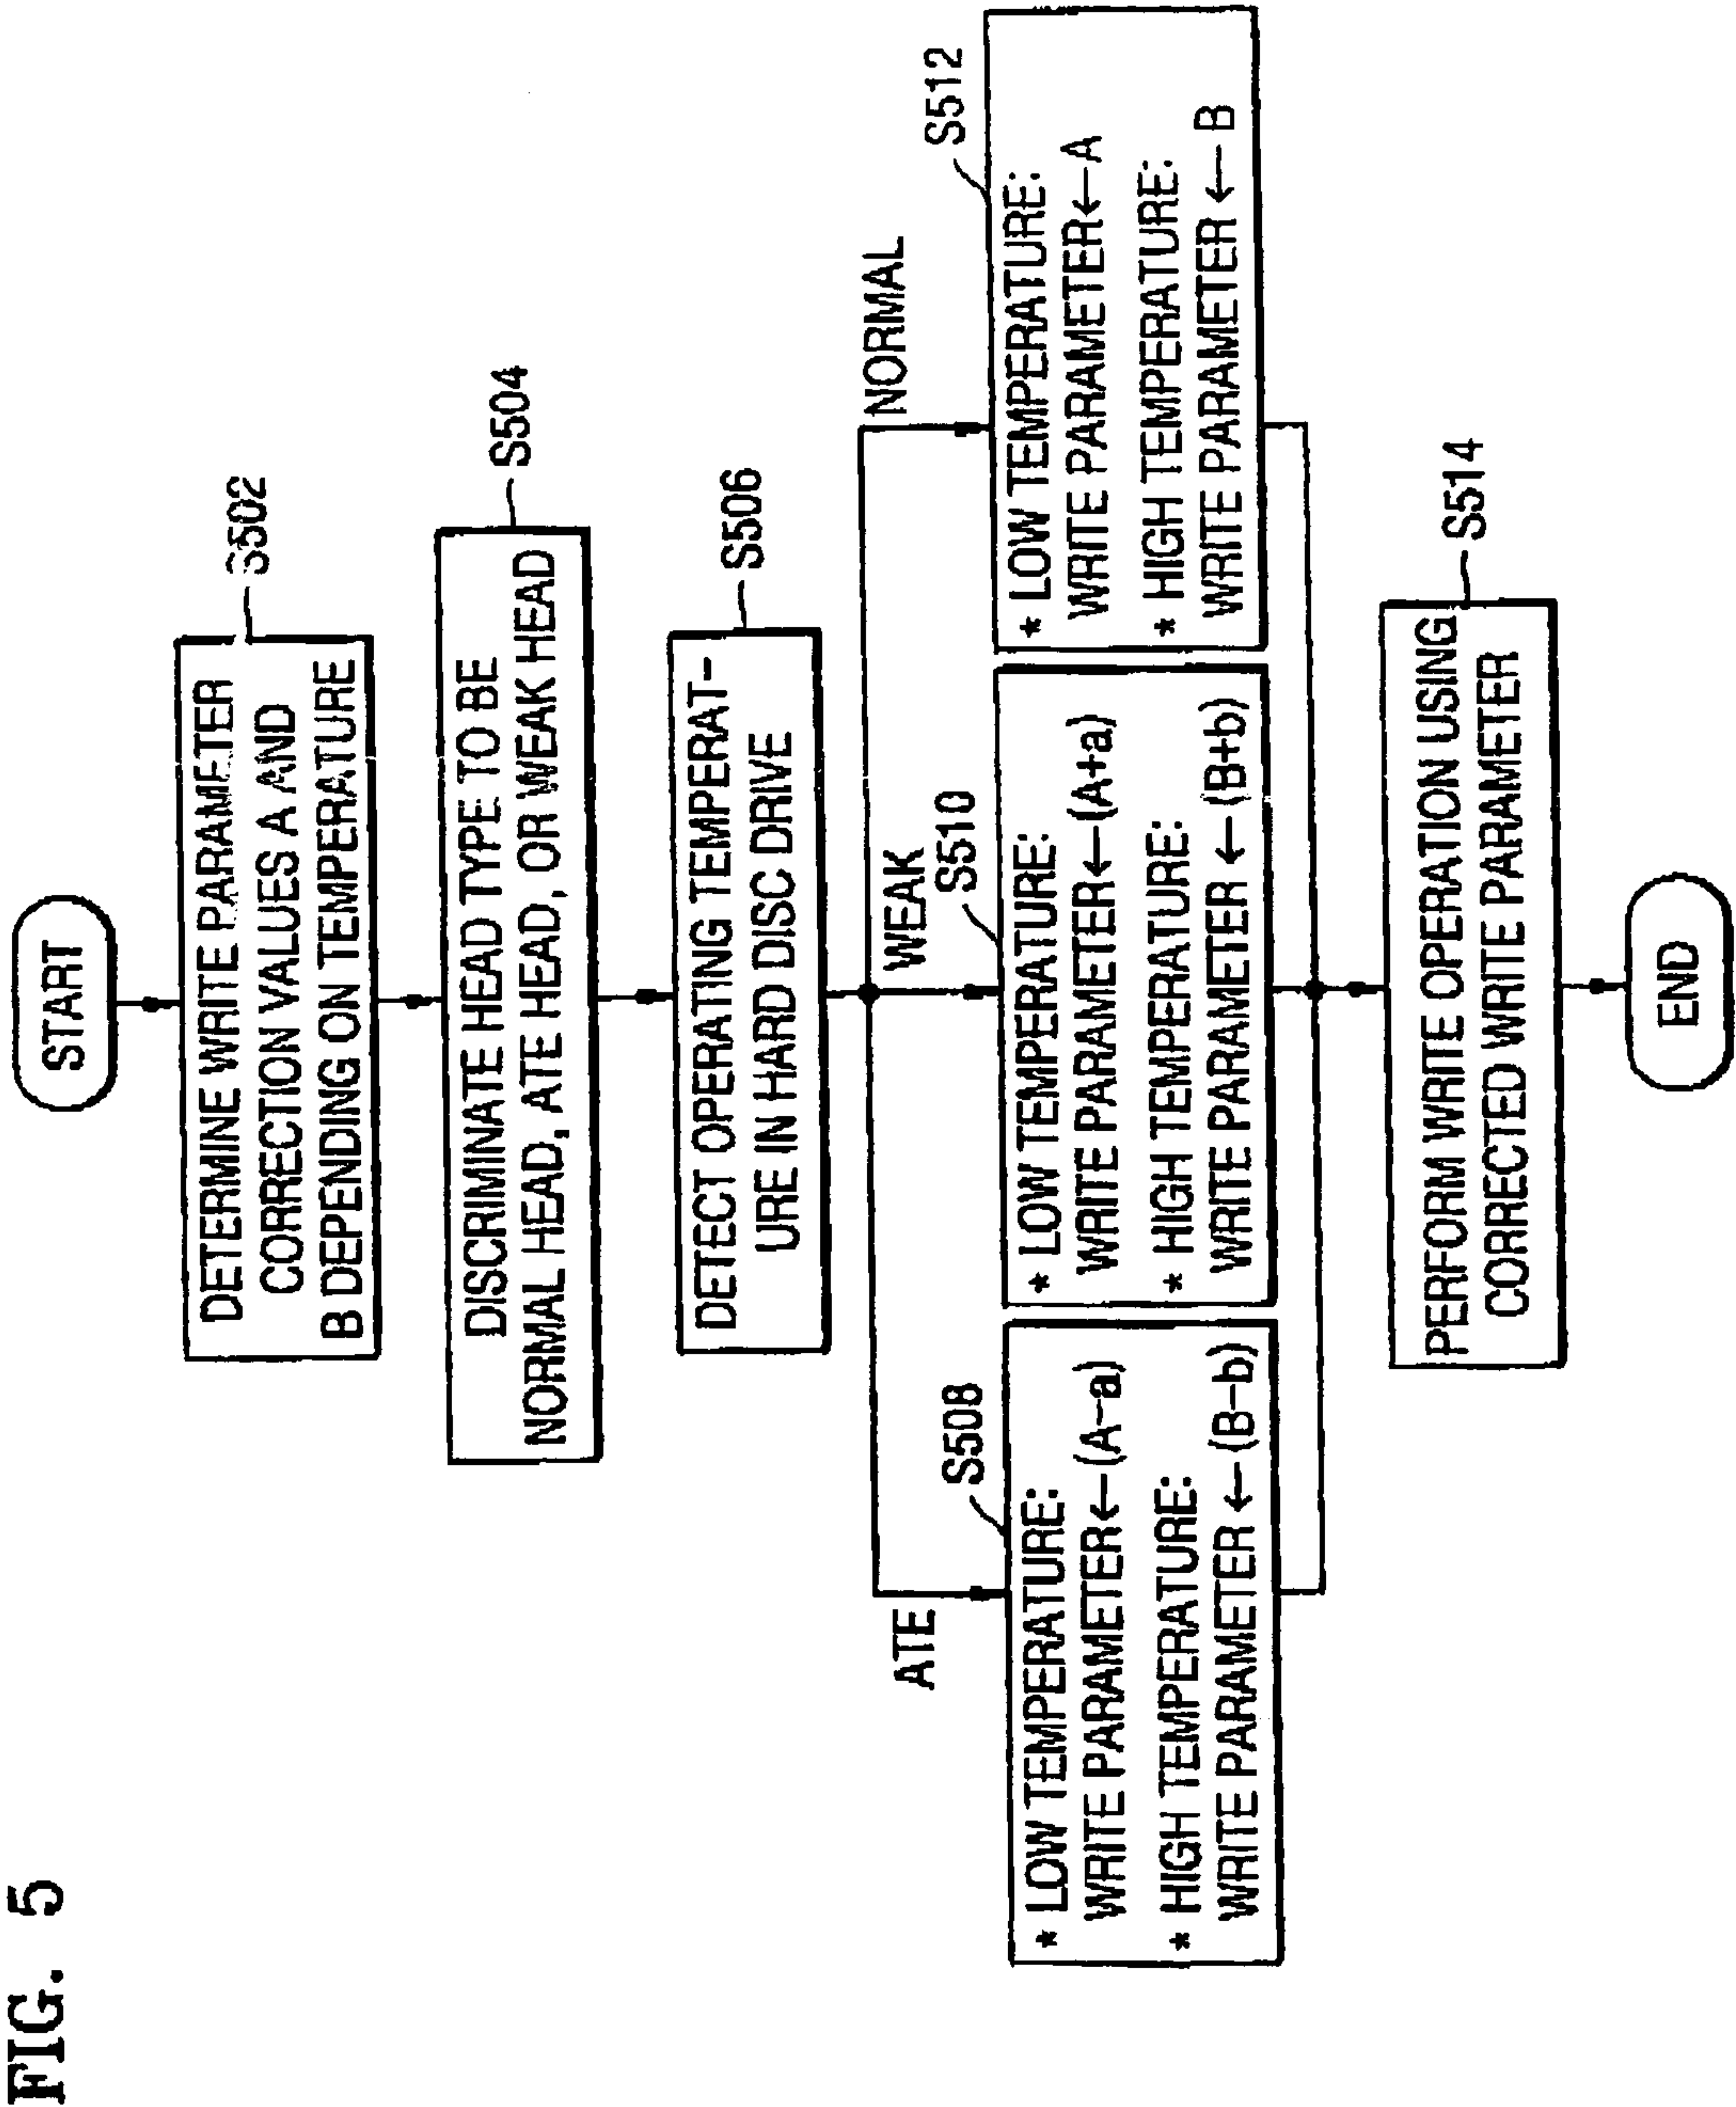 FIG. 5
START
S502
DETERMINE WRITE PARAMETER
CORRECTION VALUES A AND
B DEPENDING ON TEMPERATURE
S504
DISCRIMINATE HEAD TYPE TO BE
NORMAL HEAD, ATE HEAD, OR WEAK HEAD
S506
DETECT OPERATING TEMPERAT-
URE IN HARD DISC DRIVE
ATE
WEAK
NORMAL
S508
* LOW TEMPERATURE:
WRITE PARAMETER←(A-a)
* HIGH TEMPERATURE:
WRITE PARAMETER ←(B-b)
S510
* LOW TEMPERATURE:
WRITE PARAMETER←(A+a)
* HIGH TEMPERATURE:
WRITE PARAMETER ← (B+b)
S512
* LOW TEMPERATURE:
WRITE PARAMETER←A
* HIGH TEMPERATURE:
WRITE PARAMETER ← B
S514
PERFORM WRITE OPERATION USING
CORRECTED WRITE PARAMETER
END